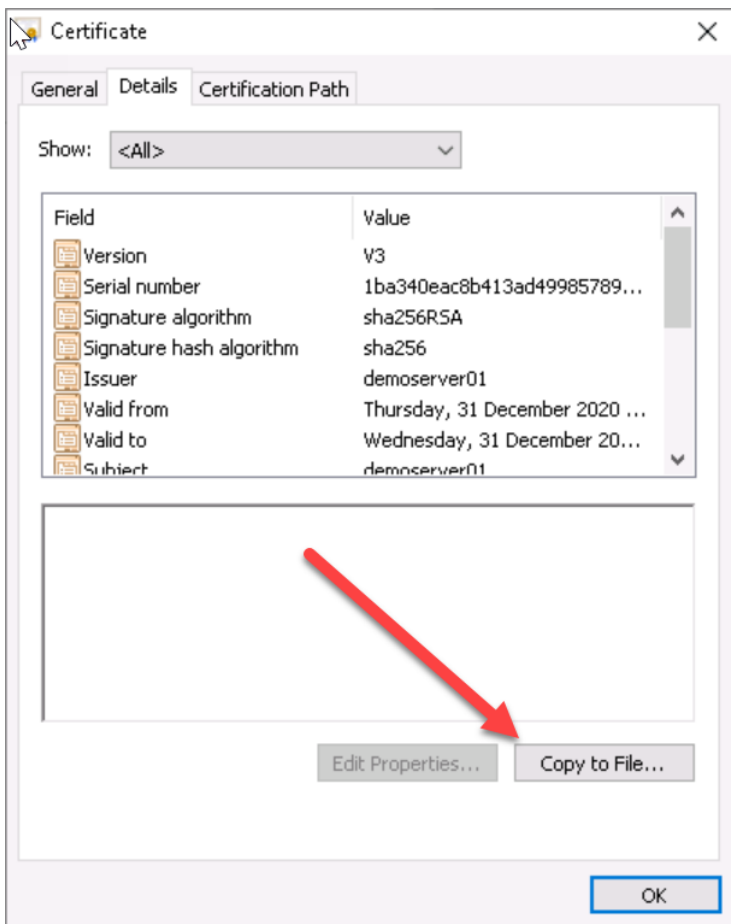 Certificate
General Details Certification Path
Show: <All>
Field Value
Version V3
Serial number 1ba340eac8b413ad49985789...
Signature algorithm sha256RSA
Signature hash algorithm sha256
Issuer demoserver01
Valid from Thursday, 31 December 2020 ...
Valid to Wednesday, 31 December 20...
Subject demoserver01
Edit Properties... Copy to File...
OK